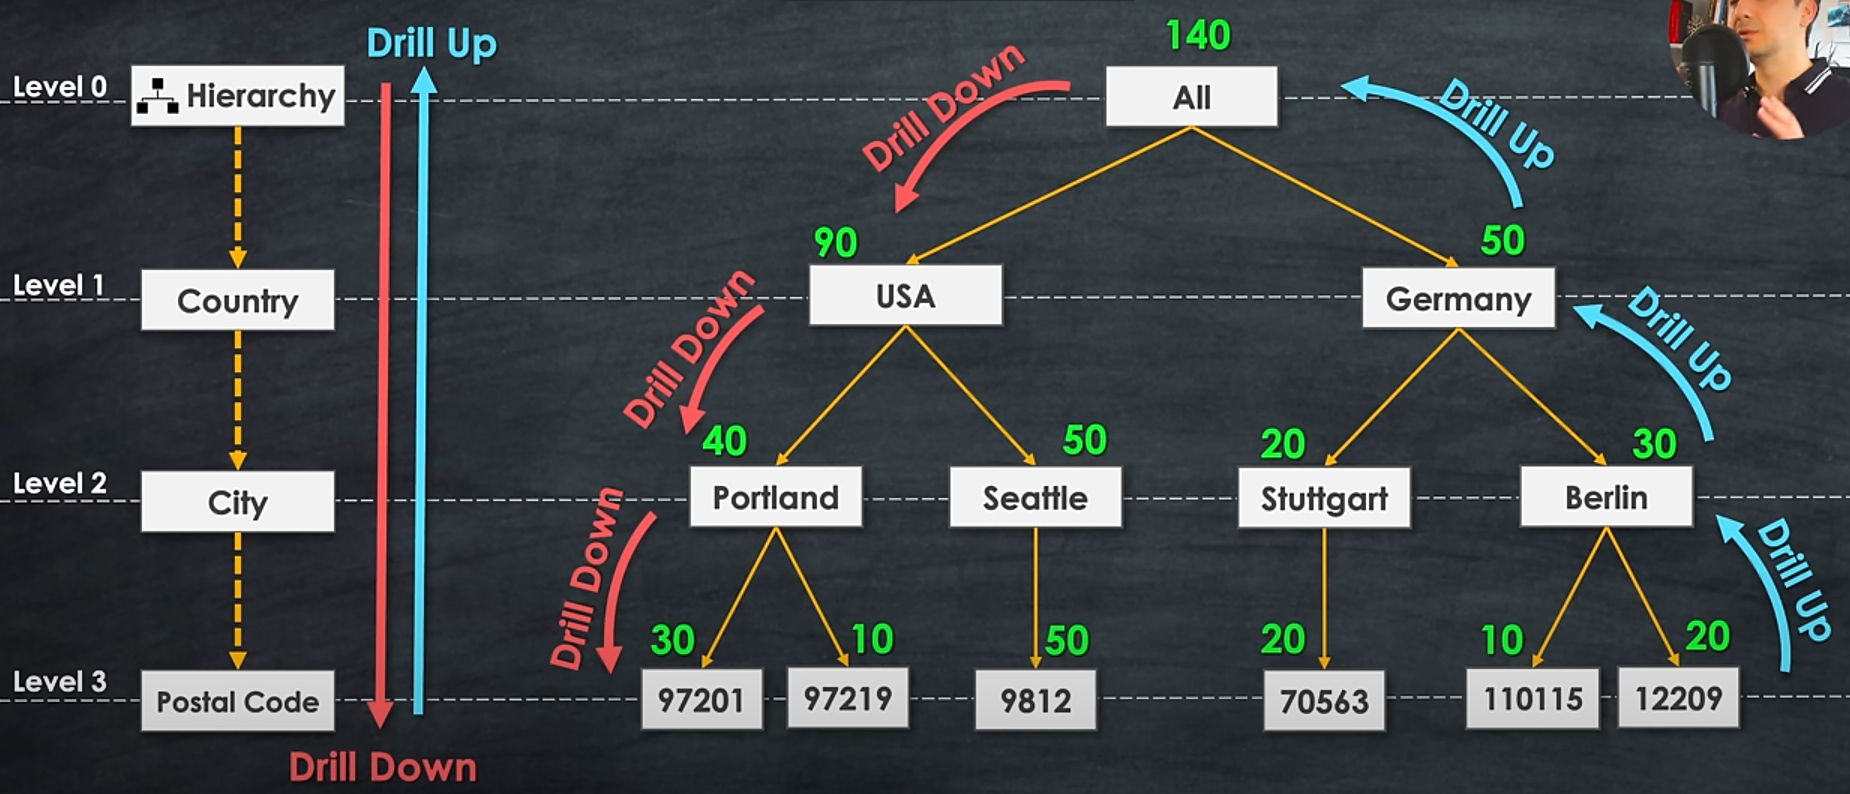 Drill Up
140
Level 0
Hierarchy
All
Drill Down
Drill Up
90
50
Level 1
Country
USA
Germany
Drill Down
Drill Up
40
50
20
30
Level 2
City
Portland
Seattle
Stuttgart
Berlin
Drill Down
Drill Up
30
10
50
20
10
20
Level 3
Postal Code
97201
97219
9812
70563
110115
12209
Drill Down